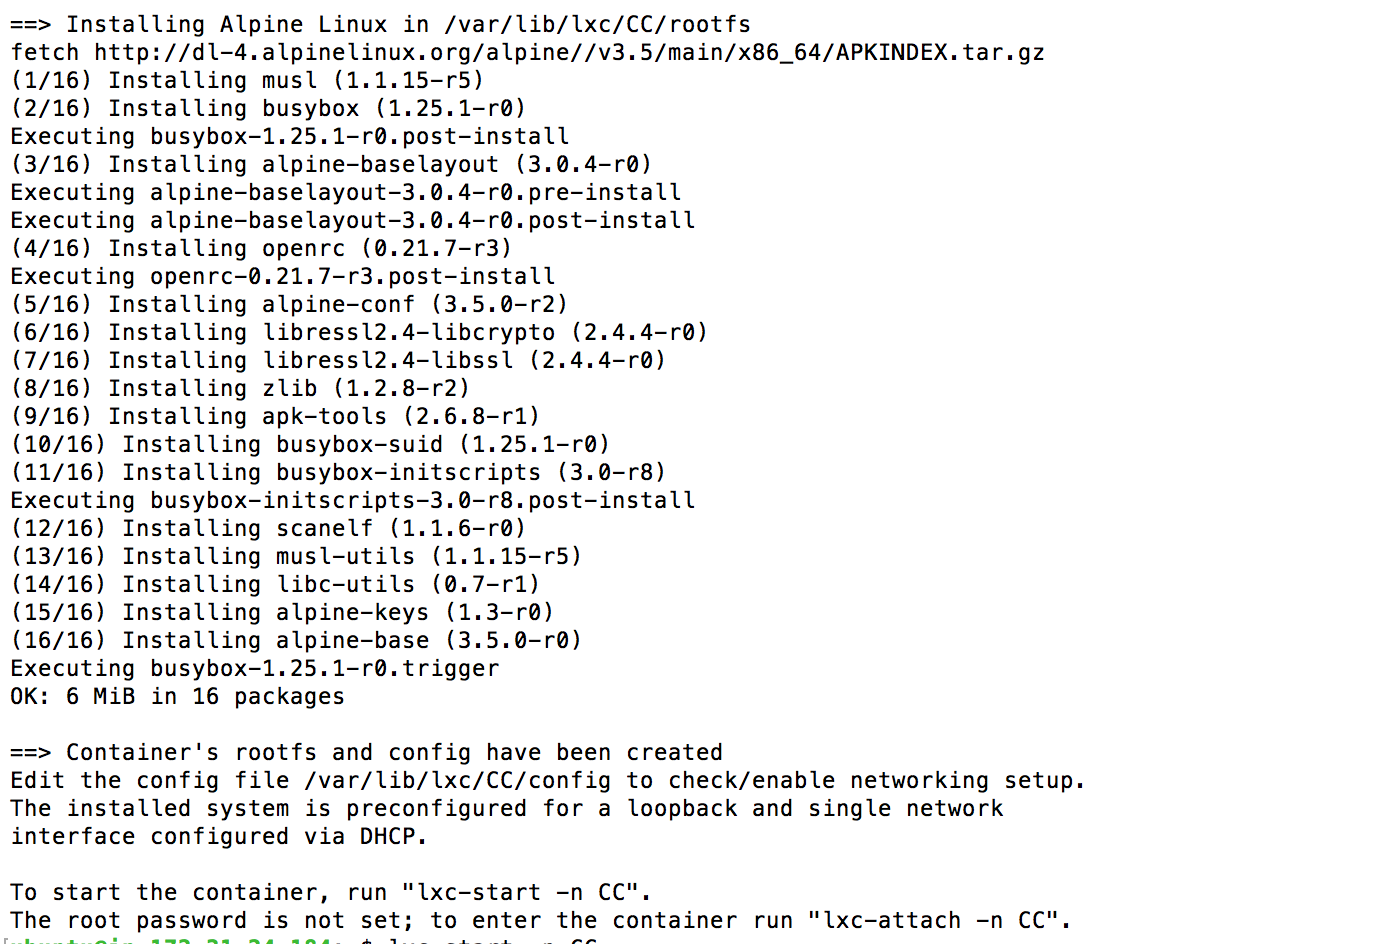 ==> Installing Alpine Linux in /var/lib/lxc/CC/rootfs
fetch http://dl-4.alpinelinux.org/alpine//v3.5/main/x86_64/APKINDEX.tar.gz
(1/16) Installing musl (1.1.15-r5)
(2/16) Installing busybox (1.25.1-r0)
Executing busybox-1.25.1-r0.post-install
(3/16) Installing alpine-baselayout (3.0.4-r0)
Executing alpine-baselayout-3.0.4-r0.pre-install
Executing alpine-baselayout-3.0.4-r0.post-install
(4/16) Installing openrc (0.21.7-r3)
Executing openrc-0.21.7-r3.post-install
(5/16) Installing alpine-conf (3.5.0-r2)
(6/16) Installing libressl2.4-libcrypto (2.4.4-r0)
(7/16) Installing libressl2.4-libssl (2.4.4-r0)
(8/16) Installing zlib (1.2.8-r2)
(9/16) Installing apk-tools (2.6.8-r1)
(10/16) Installing busybox-suid (1.25.1-r0)
(11/16) Installing busybox-initscripts (3.0-r8)
Executing busybox-initscripts-3.0-r8.post-install
(12/16) Installing scanelf (1.1.6-r0)
(13/16) Installing musl-utils (1.1.15-r5)
(14/16) Installing libc-utils (0.7-r1)
(15/16) Installing alpine-keys (1.3-r0)
(16/16) Installing alpine-base (3.5.0-r0)
Executing busybox-1.25.1-r0.trigger
OK: 6 MiB in 16 packages
==> Container's rootfs and config have been created
Edit the config file /var/lib/lxc/CC/config to check/enable networking setup.
The installed system is preconfigured for a loopback and single network
interface configured via DHCP.
To start the container, run "lxc-start -n CC".
The root password is not set; to enter the container run "lxc-attach -n CC".